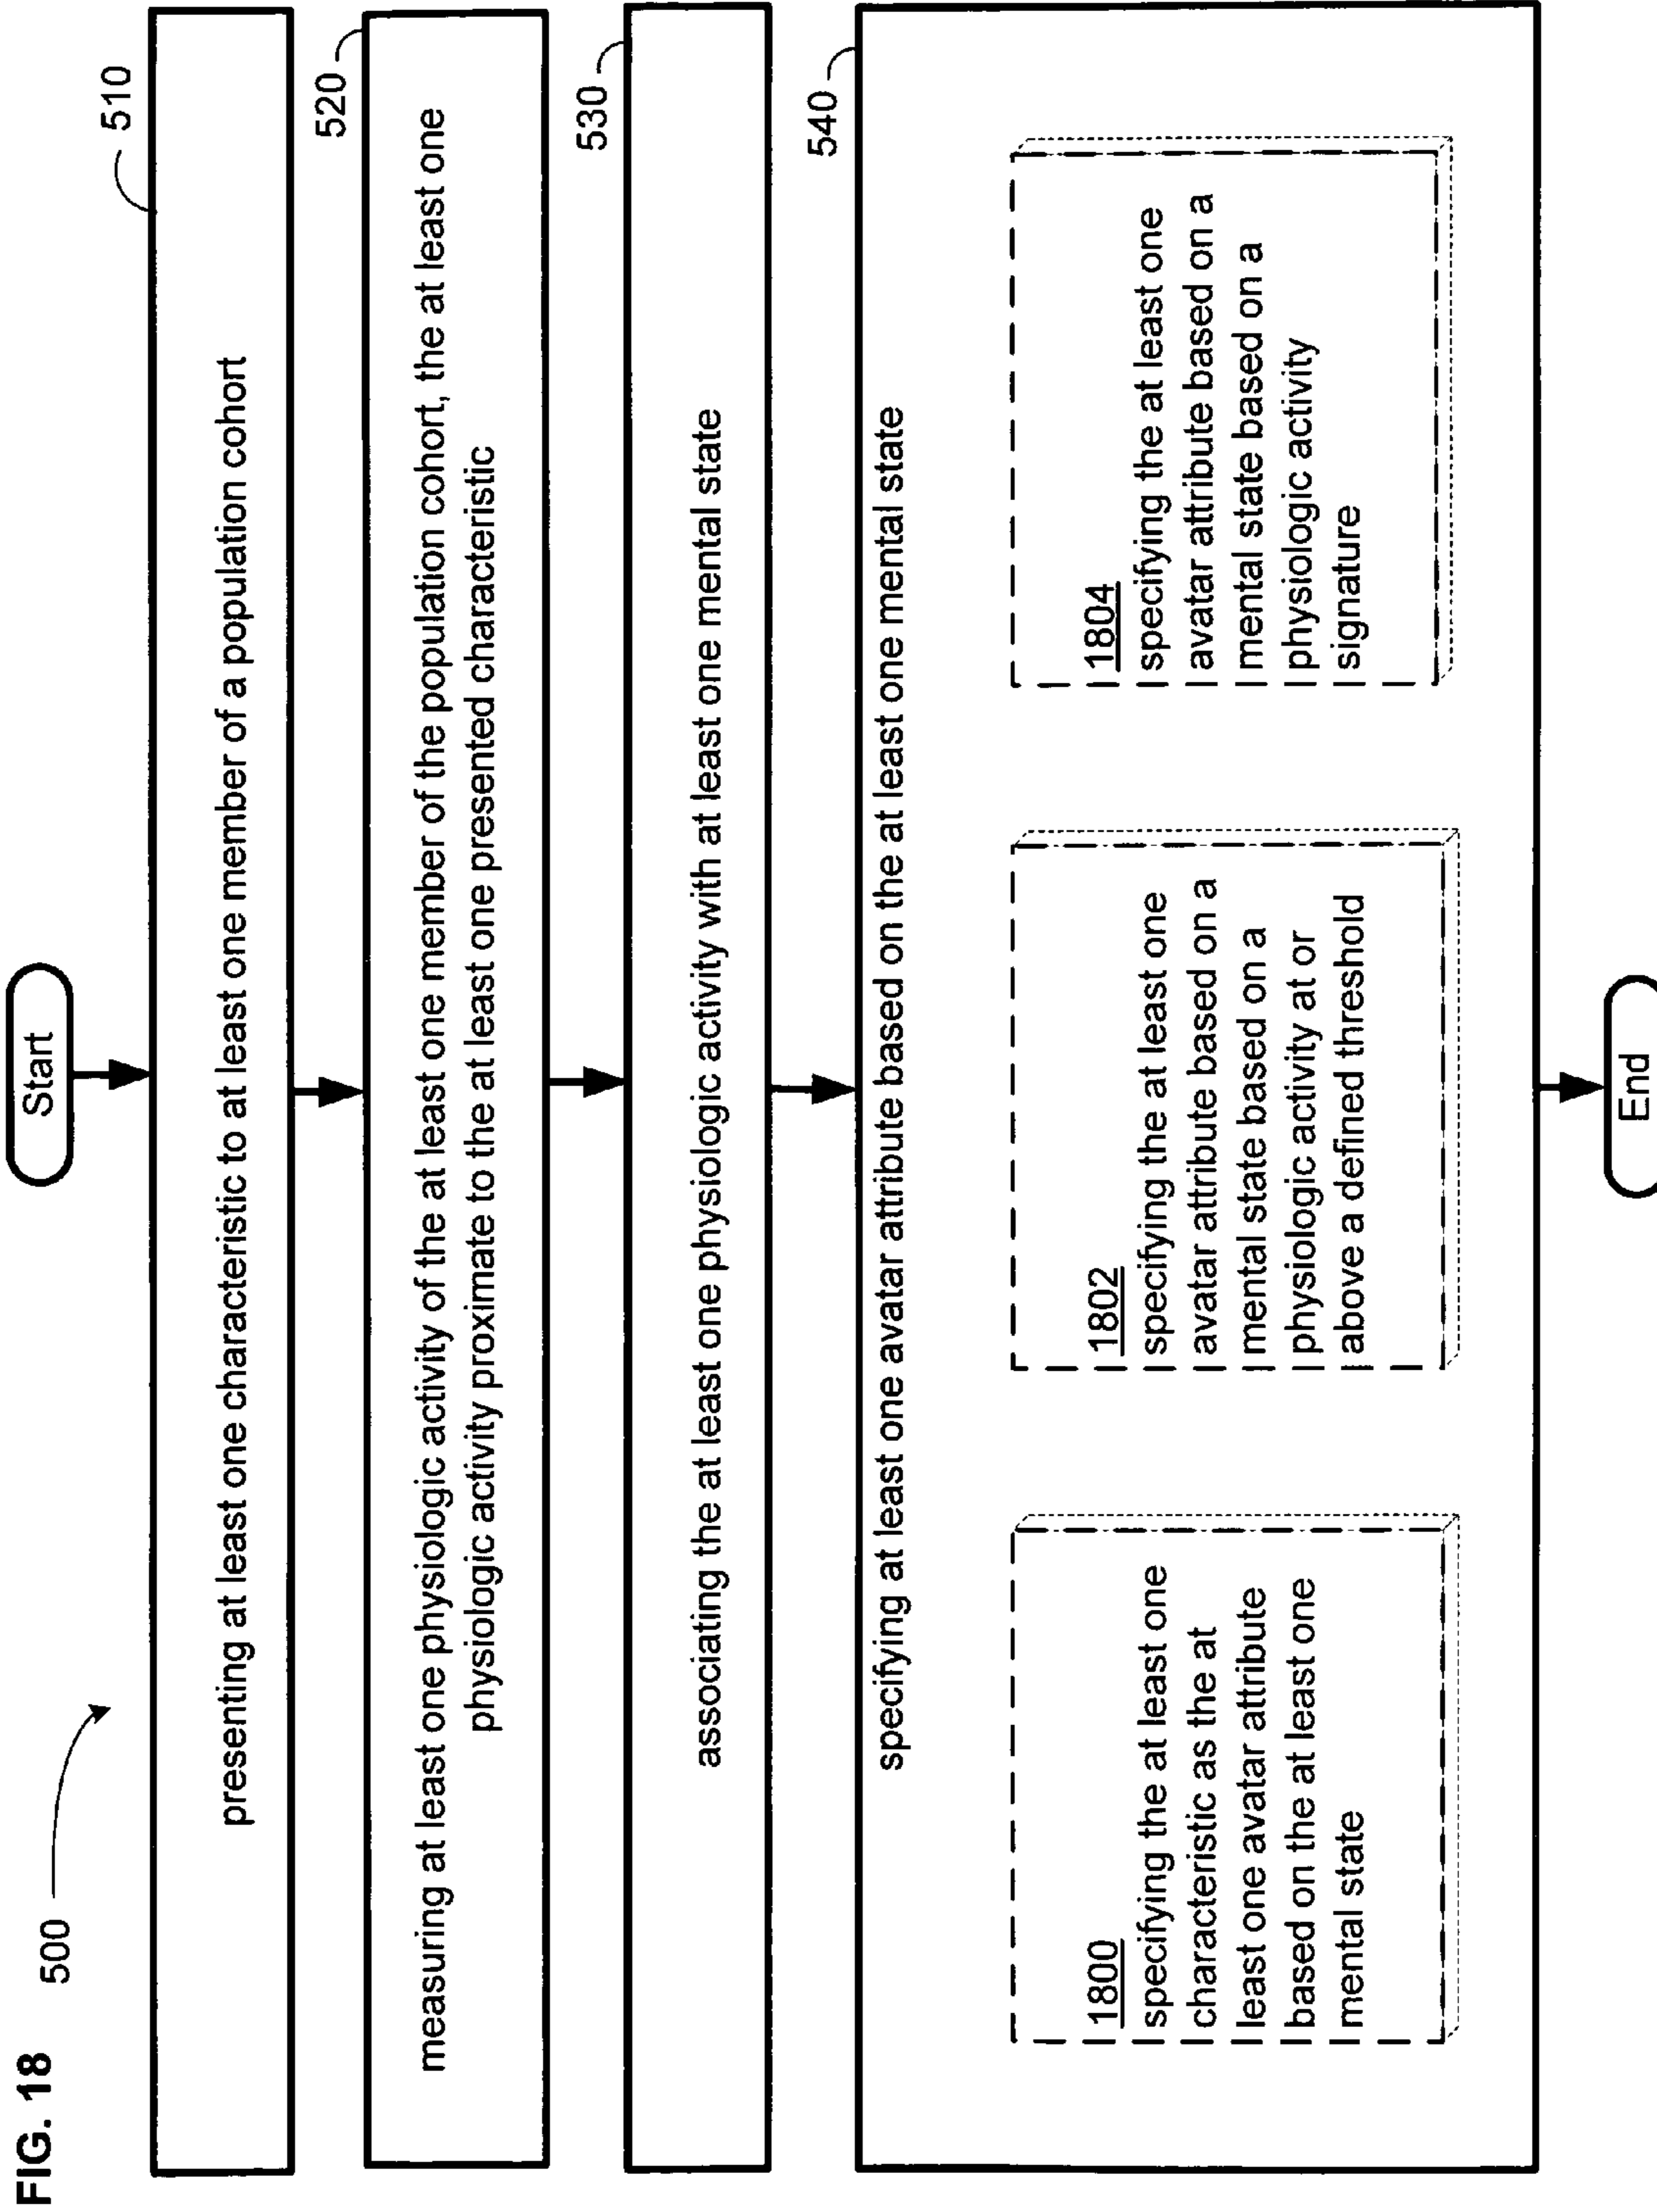 FIG. 18
500
Start
510
presenting at least one characteristic to at least one member of a population cohort
520
measuring at least one physiologic activity of the at least one member of the population cohort, the at least one
physiologic activity proximate to the at least one presented characteristic
530
associating the at least one physiologic activity with at least one mental state
540
specifying at least one avatar attribute based on the at least one mental state
1800
specifying the at least one
characteristic as the at
least one avatar attribute
based on the at least one
mental state
1802
specifying the at least one
avatar attribute based on a
mental state based on a
physiologic activity at or
above a defined threshold
1804
specifying the at least one
avatar attribute based on a
mental state based on a
physiologic activity
signature
End